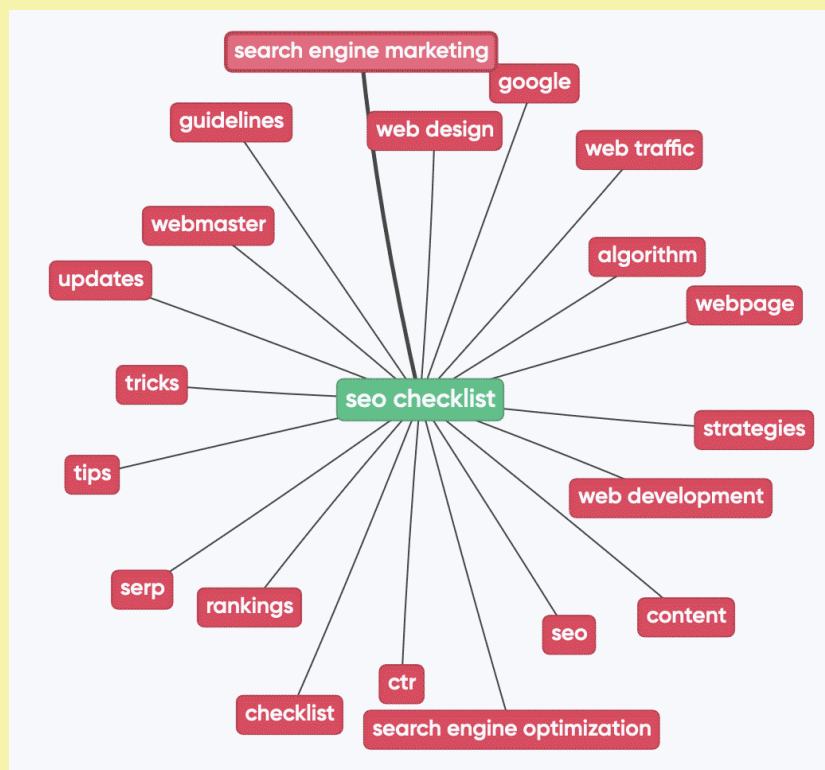 search engine marketing
google
guidelines
web design
web traffic
webmaster
algorithm
updates
webpage
tricks
seo checklist
strategies
tips
web development
serp
rankings
content
seo
ctr
checklist
search engine optimization